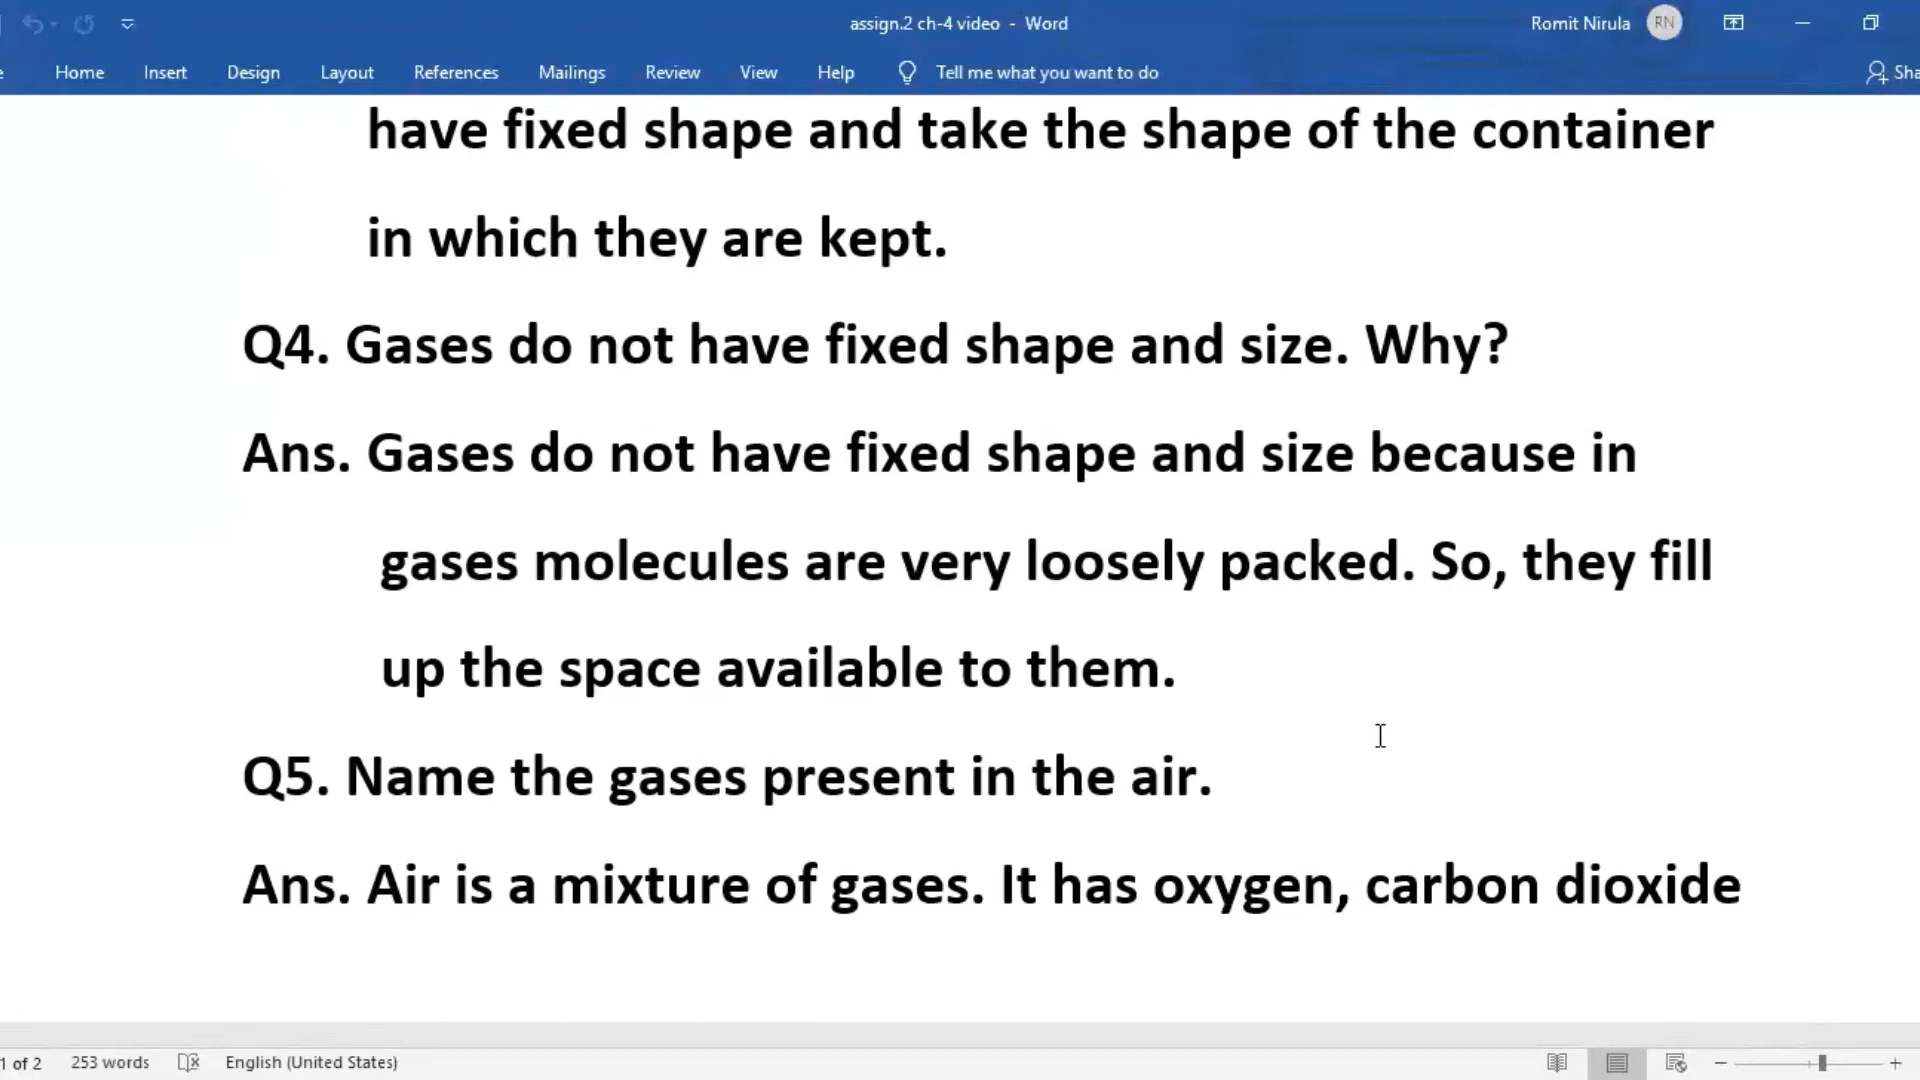 assign.2 ch-4 video - Word
Romit Nirula
RN
Home
Insert
Design
Layout
References
Mailings
Review
View
Help
Tell me what you want to do
have fixed shape and take the shape of the container
in which they are kept.
Q4. Gases do not have fixed shape and size. Why?
Ans. Gases do not have fixed shape and size because in
gases molecules are very loosely packed. So, they fill
up the space available to them.
Q5. Name the gases present in the air.
Ans. Air is a mixture of gases. It has oxygen, carbon dioxide
1 of 2
253 words
English (United States)